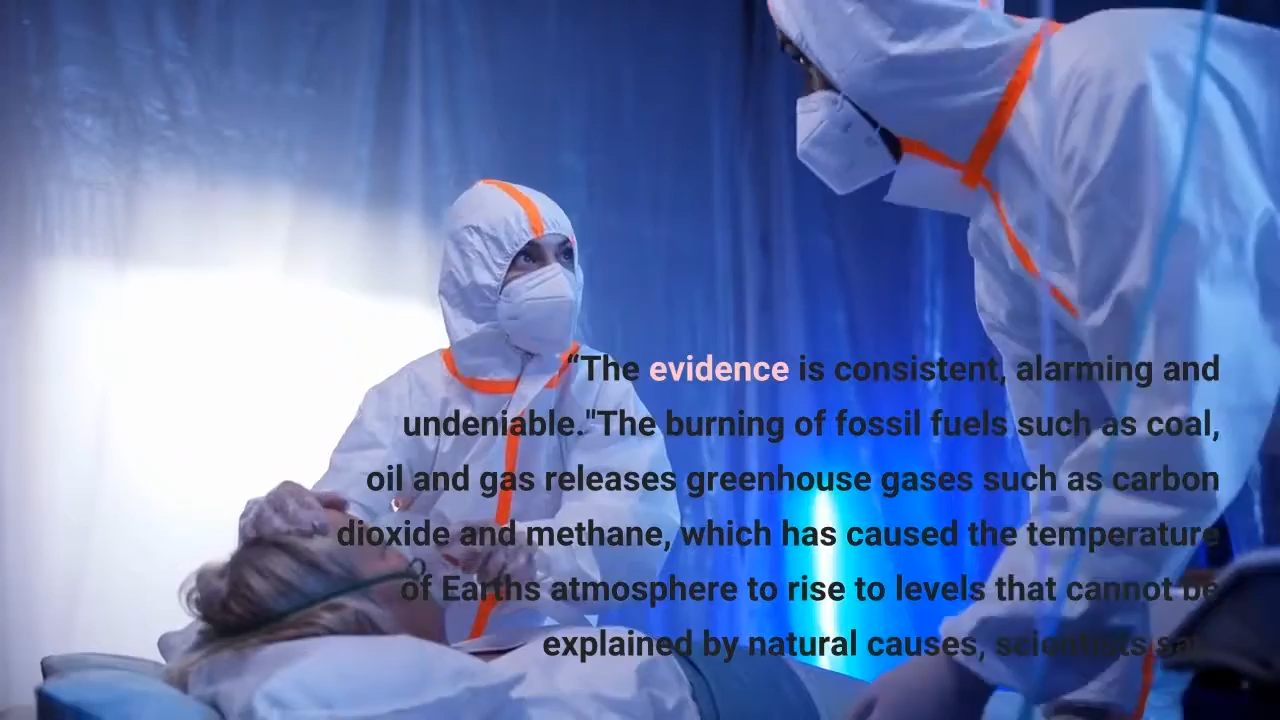 “The evidence is consistent, alarming and
undeniable."The burning of fossil fuels such as coal,
oil and gas releases greenhouse gases such as carbon
dioxide and methane, which has caused the temperature
of Earths atmosphere to rise to levels that cannot be
explained by natural causes, scientists